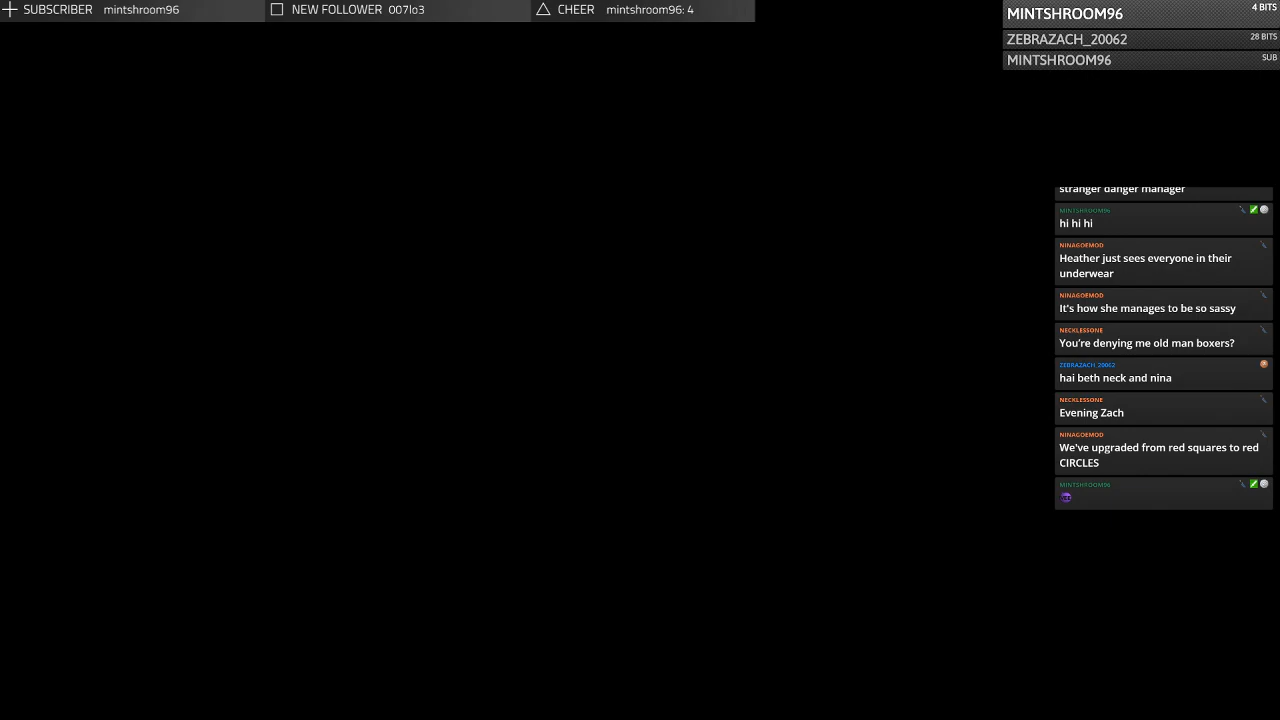 SUBSCRIBER mintshroom96 NEW FOLLOWER 007lo3 CHEER mintshroom96: 4
MINTSHROOM96 4 BITS
ZEBRAZACH_20062 28 BITS
MINTSHROOM96 SUB
stranger danger manager
MINTSHROOM96
hi hi hi
NINAGOEMOD
Heather just sees everyone in their
underwear
NINAGOEMOD
It's how she manages to be so sassy
NECKLESSONE
You're denying me old man boxers?
ZEBRAZACH_20062
hai beth neck and nina
NECKLESSONE
Evening Zach
NINAGOEMOD
We've upgraded from red squares to red
CIRCLES
MINTSHROOM96